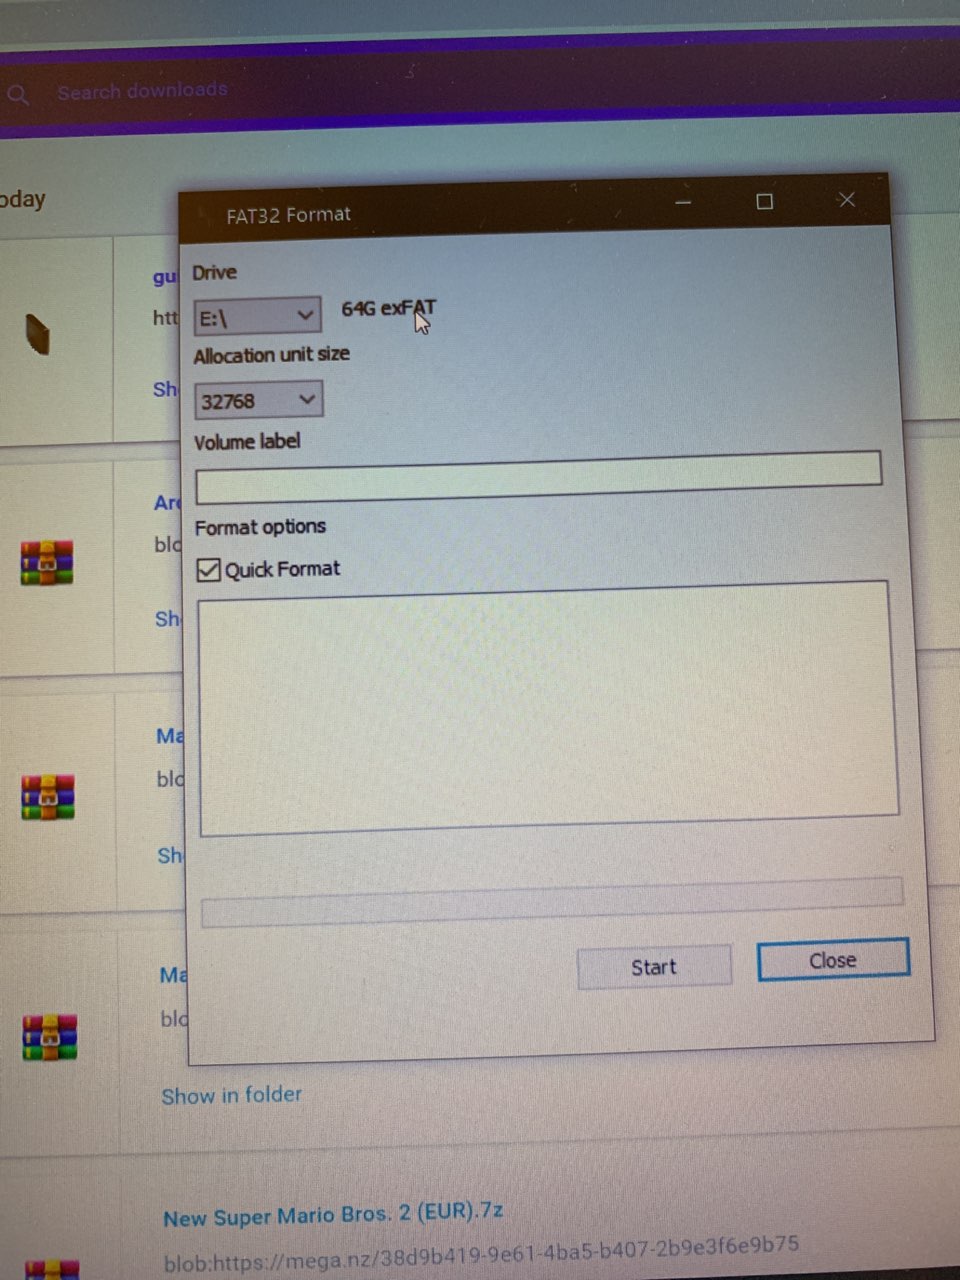 Search downloads
oday
FAT32 Format
Drive
E:\
64G exFAT
Allocation unit size
32768
Volume label
Format options
Quick Format
Start
Close
gu
htt
Sh
Ar
blo
Sh
Ma
blo
Sh
Ma
blo
Show in folder
New Super Mario Bros. 2 (EUR).7z
blob:https://mega.nz/38d9b419-9e61-4ba5-b407-2b9e3f6e9b75